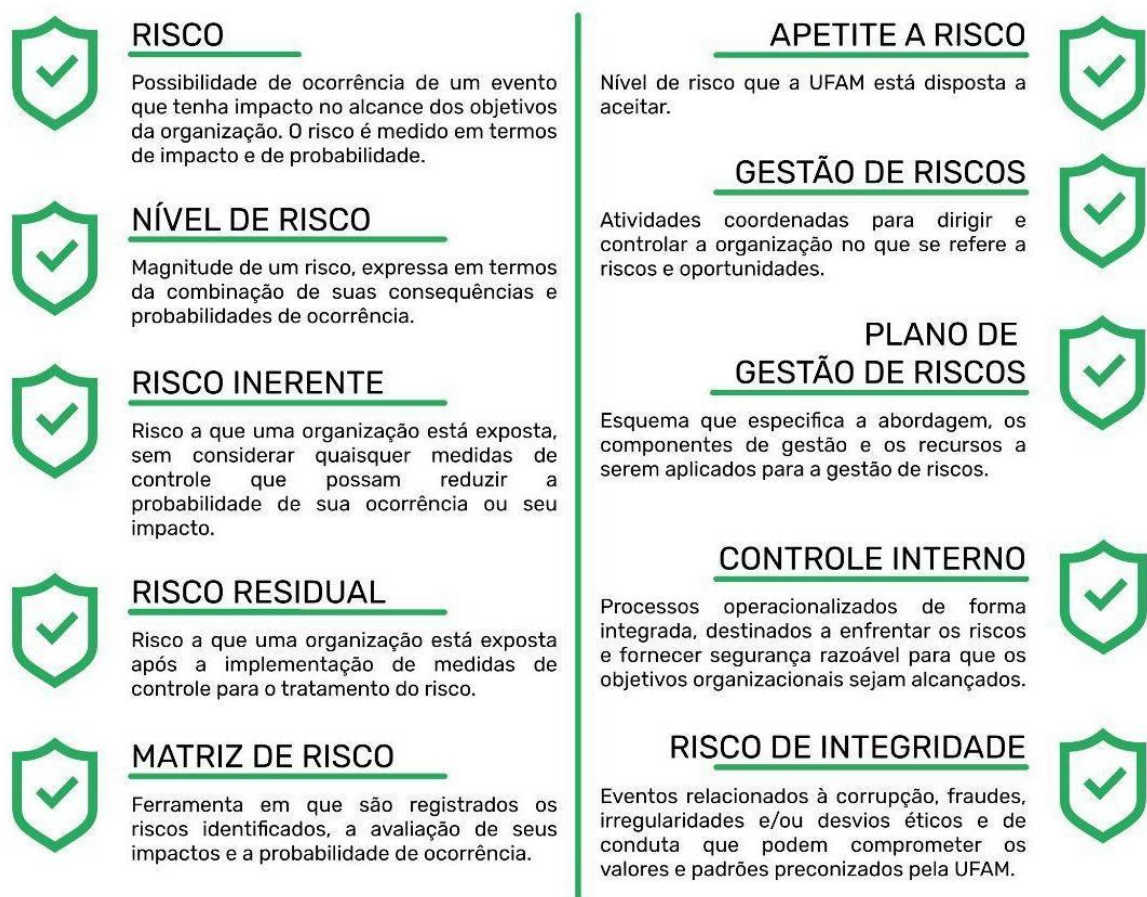 RISCO
Possibilidade de ocorrência de um evento
que tenha impacto no alcance dos objetivos
da organização. O risco é medido em termos
de impacto e de probabilidade.
NÍVEL DE RISCO
Magnitude de um risco, expressa em termos
da combinação de suas consequências e
probabilidades de ocorrência.
RISCO INERENTE
Risco a que uma organização está exposta,
sem considerar quaisquer medidas de
controle que possam reduzir a
probabilidade de sua ocorrência ou seu
impacto.
RISCO RESIDUAL
Risco a que uma organização está exposta
após a implementação de medidas de
controle para o tratamento do risco.
MATRIZ DE RISCO
Ferramenta em que são registrados os
riscos identificados, a avaliação de seus
impactos e a probabilidade de ocorrência.
APETITE A RISCO
Nível de risco que a UFAM está disposta a
aceitar.
GESTÃO DE RISCOS
Atividades coordenadas para dirigir e
controlar a organização no que se refere a
riscos e oportunidades.
PLANO DE
GESTÃO DE RISCOS
Esquema que especifica a abordagem, os
componentes de gestão e os recursos a
serem aplicados para a gestão de riscos.
CONTROLE INTERNO
Processos operacionalizados de forma
integrada, destinados a enfrentar os riscos
e fornecer segurança razoável para que os
objetivos organizacionais sejam alcançados.
RISCO DE INTEGRIDADE
Eventos relacionados à corrupção, fraudes,
irregularidades e/ou desvios éticos e de
conduta que podem comprometer os
valores e padrões preconizados pela UFAM.